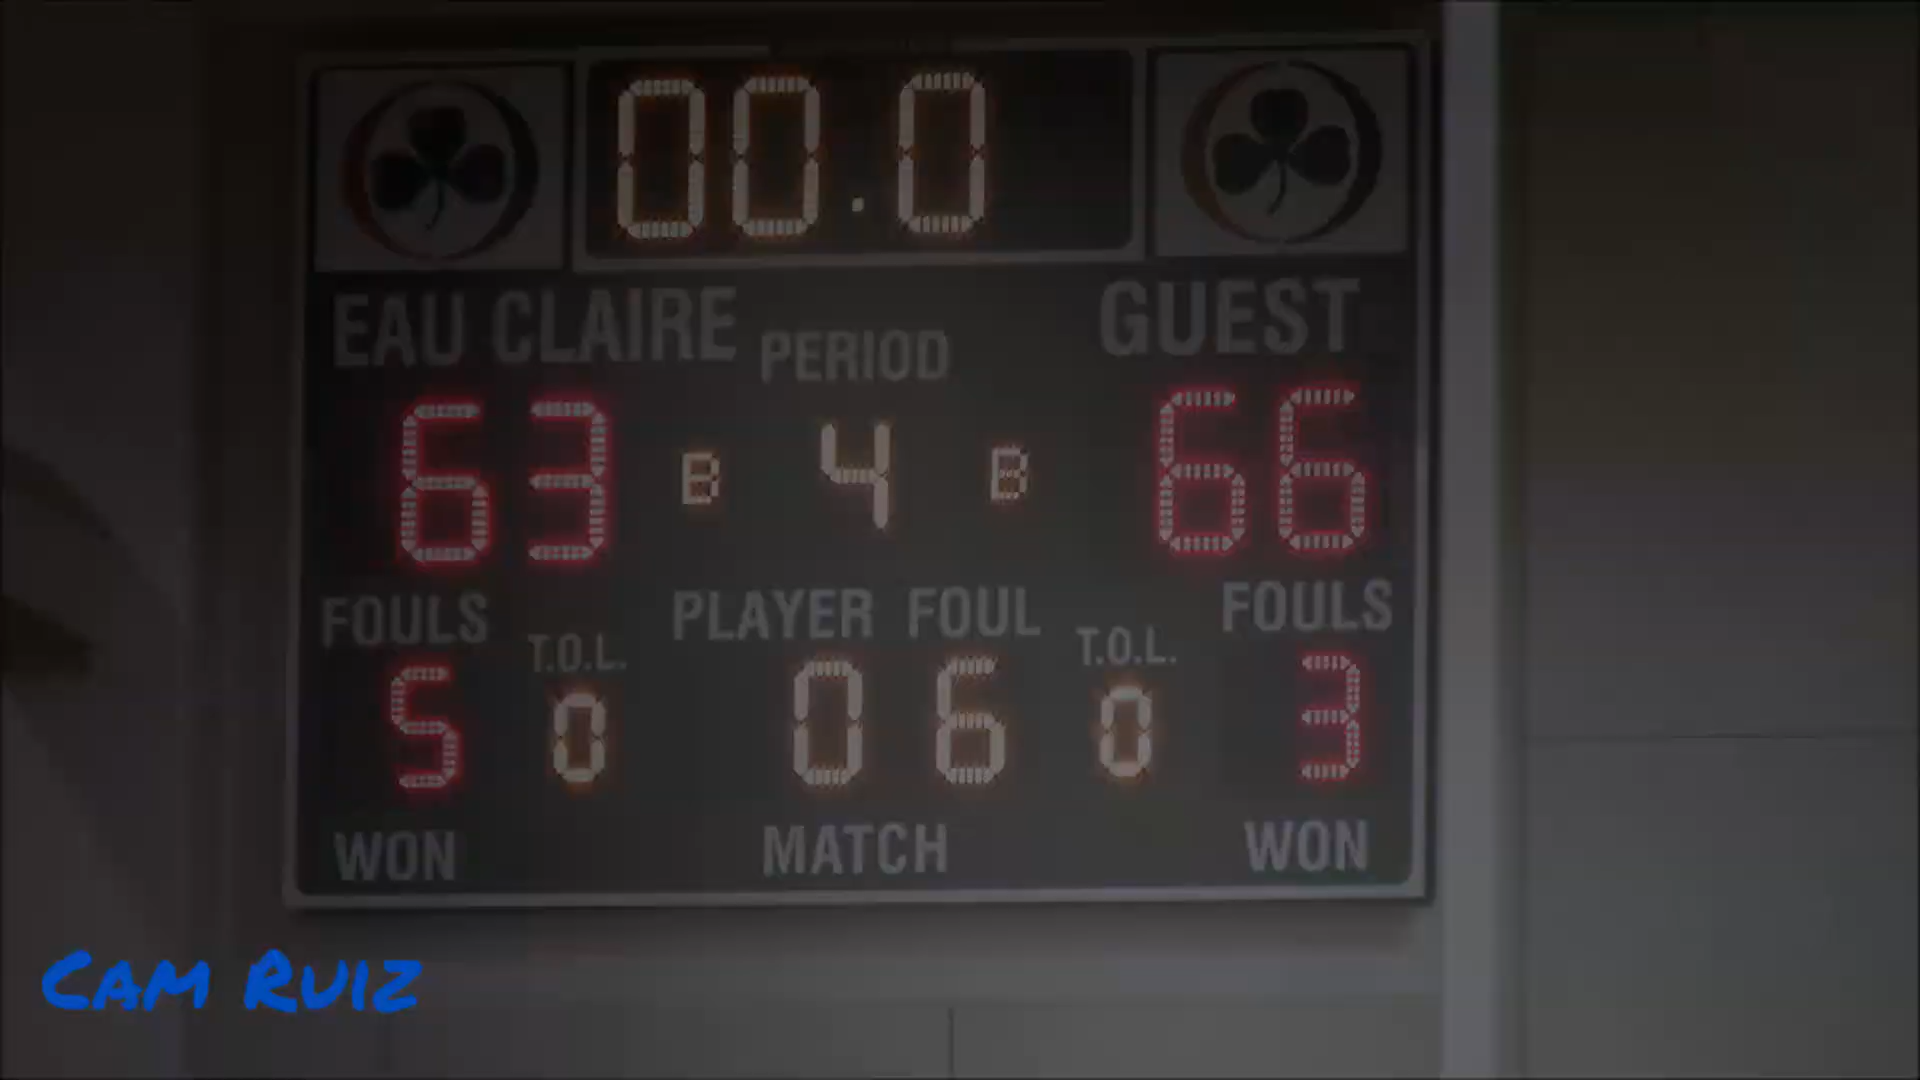 00.0
EAU CLAIRE PERIOD GUEST
63 B 4 B 66
FOULS T.O.L. PLAYER FOUL T.O.L. FOULS
5 0 0 6 0 3
WON MATCH WON
CAM RUIZ